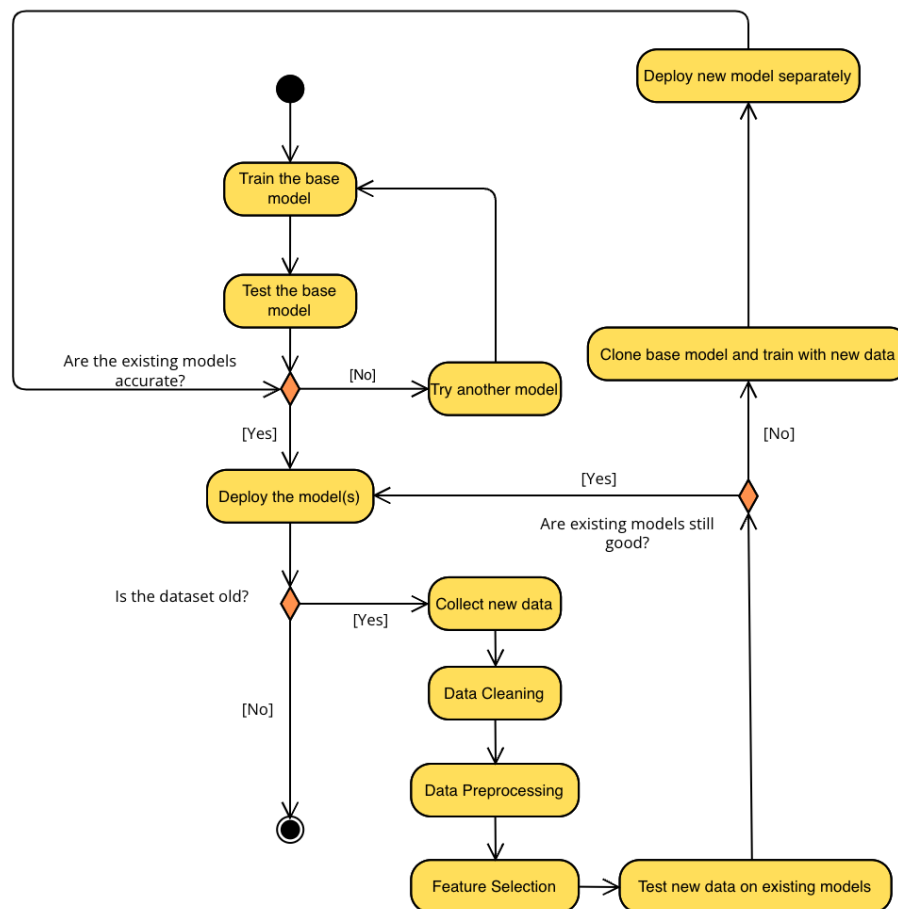 Deploy new model separately
Train the base
model
Test the base
model
Are the existing models
accurate?
[No]
Try another model
Clone base model and train with new data
[Yes]
[No]
Deploy the model(s)
[Yes]
Are existing models still
good?
Is the dataset old?
[Yes]
Collect new data
Data Cleaning
[No]
Data Preprocessing
Feature Selection
Test new data on existing models